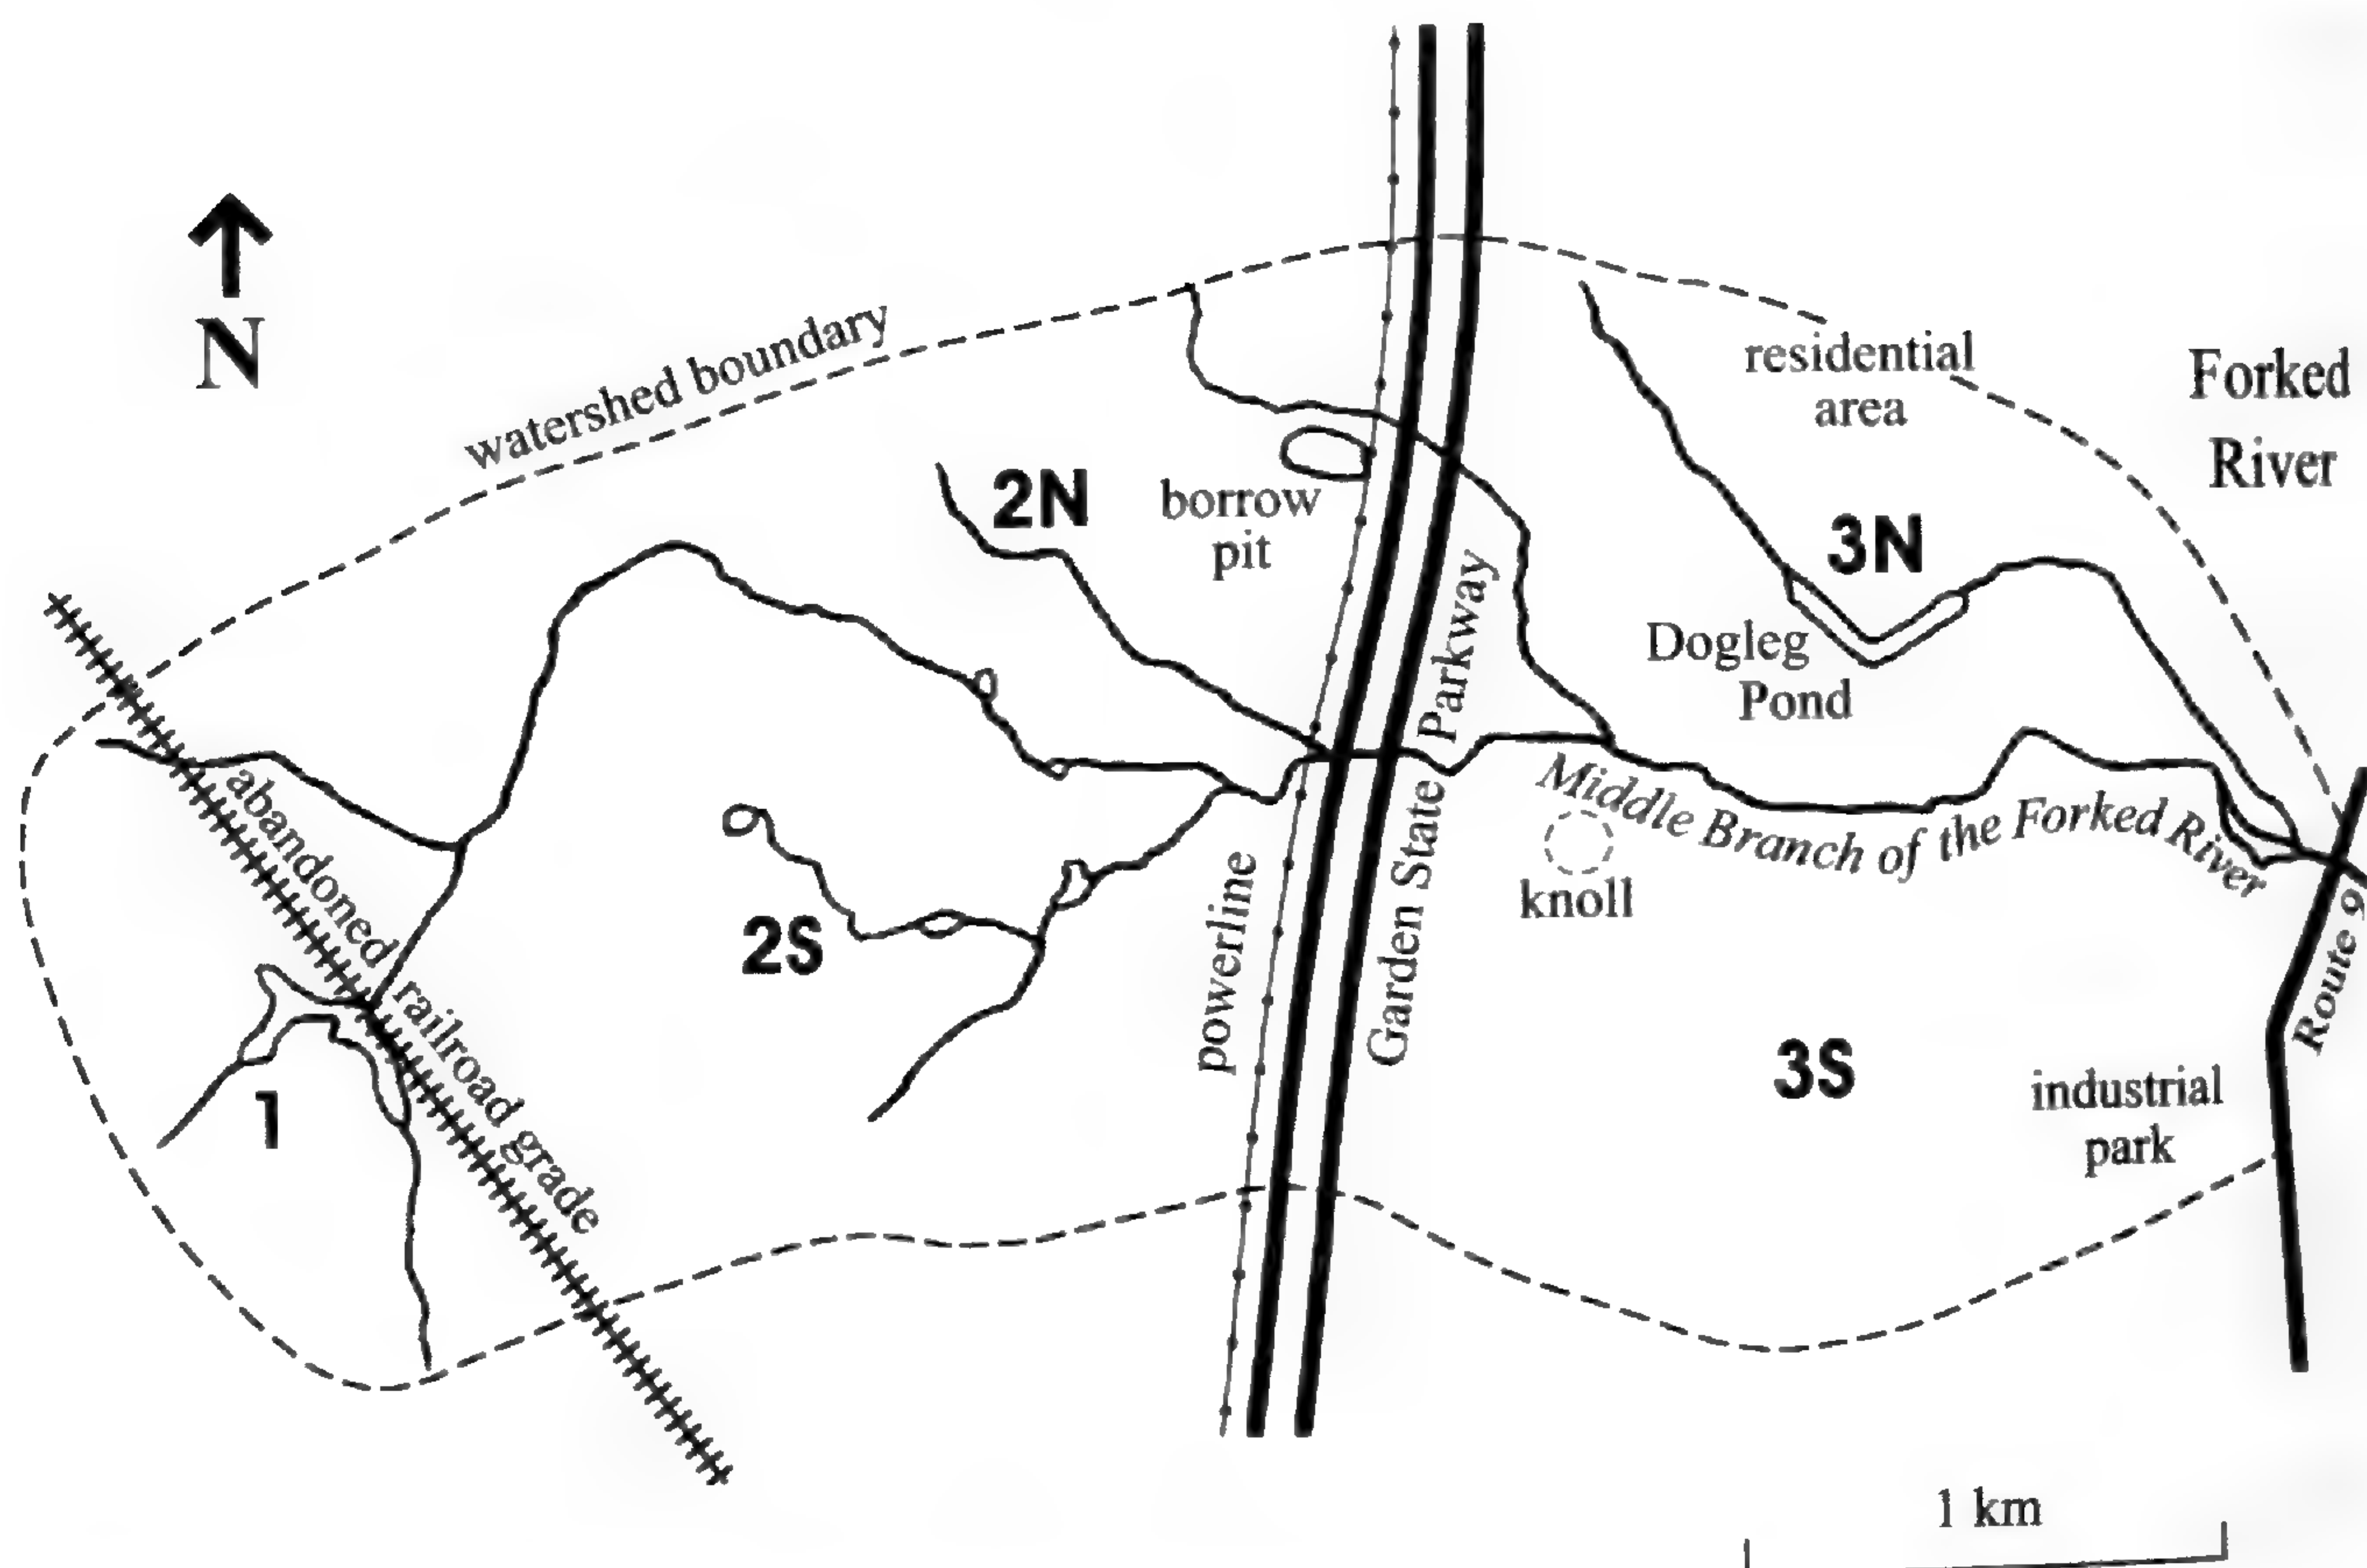 N
watershed boundary
residential
area
Forked
River
2N
borrow
pit
3N
Dogleg
Pond
Garden State Parkway
Middle Branch of the Forked River
knoll
abandoned railroad grade
2S
powerline
Route 9
1
3S
industrial
park
1 km